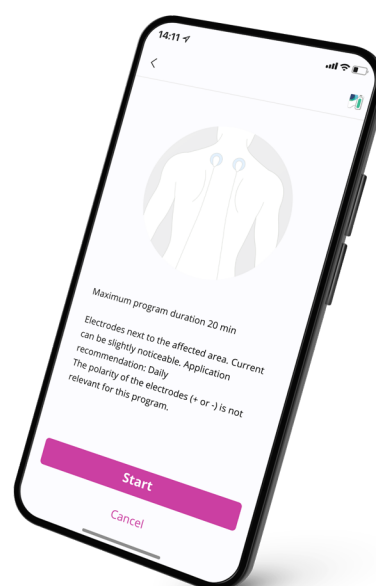 14:11
Maximum program duration 20 min
Electrodes next to the affected area. Current
can be slightly noticeable. Application
recommendation: Daily
The polarity of the electrodes (+ or -) is not
relevant for this program.
Start
Cancel